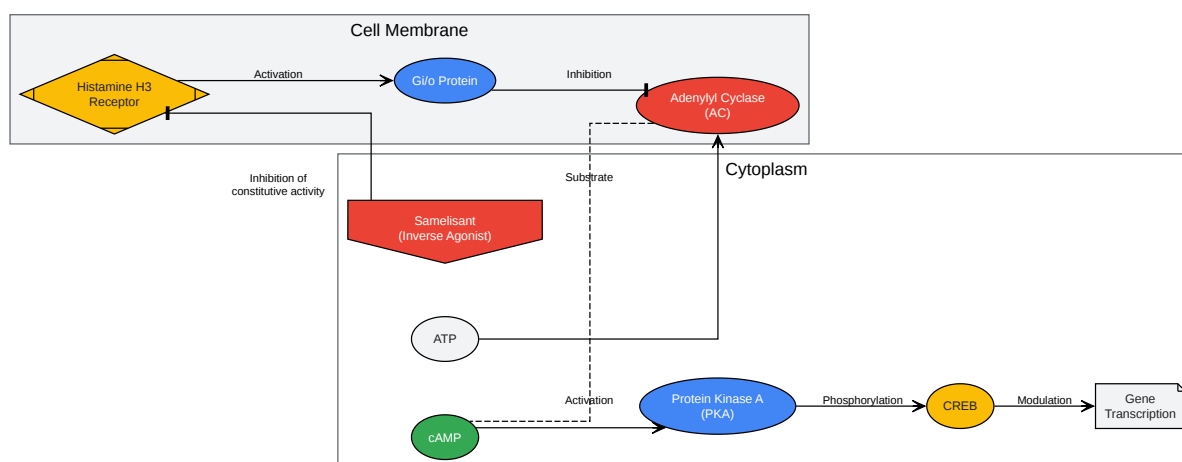 Cell Membrane
Histamine H3
Receptor
Activation
Gi/o Protein
Inhibition
Adenylyl Cyclase
(AC)
Cytoplasm
Inhibition of
constitutive activity
Substrate
Samelisant
(Inverse Agonist)
ATP
cAMP
Activation
Protein Kinase A
(PKA)
Phosphorylation
CREB
Modulation
Gene
Transcription